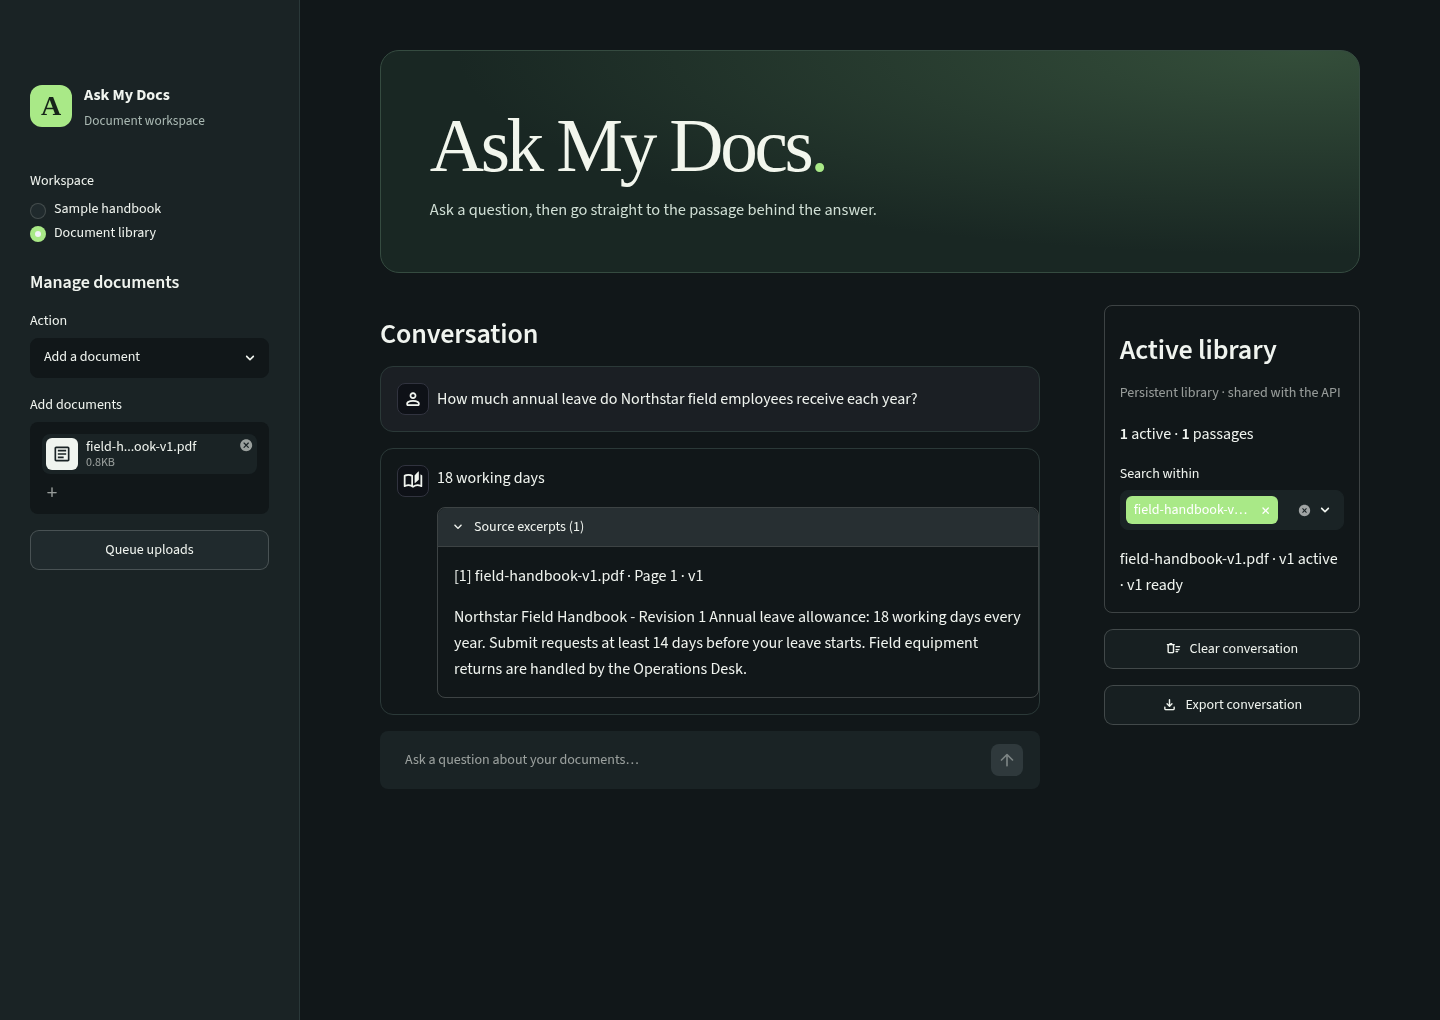 A
Ask My Docs
Document workspace
Workspace
Sample handbook
Document library
Manage documents
Action
Add a document
Add documents
field-h...ook-v1.pdf
0.8KB
+
Queue uploads
Ask My Docs.
Ask a question, then go straight to the passage behind the answer.
Conversation
How much annual leave do Northstar field employees receive each year?
18 working days
Source excerpts (1)
[1] field-handbook-v1.pdf · Page 1 · v1
Northstar Field Handbook - Revision 1 Annual leave allowance: 18 working days every
year. Submit requests at least 14 days before your leave starts. Field equipment
returns are handled by the Operations Desk.
Ask a question about your documents…
Active library
Persistent library · shared with the API
1 active · 1 passages
Search within
field-handbook-v…
field-handbook-v1.pdf · v1 active
· v1 ready
Clear conversation
Export conversation